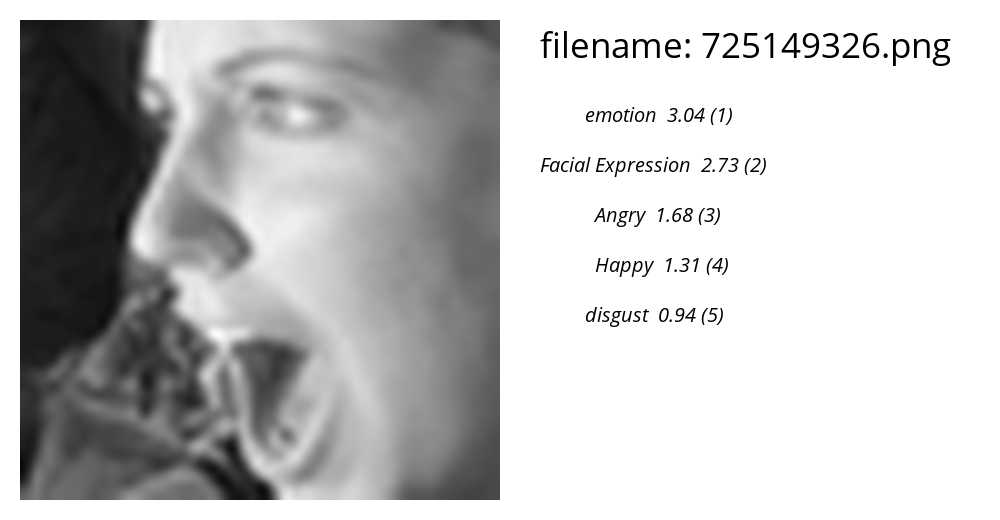 filename: 725149326.png
emotion 3.04 (1)
Facial Expression 2.73 (2)
Angry 1.68 (3)
Happy 1.31 (4)
disgust 0.94 (5)